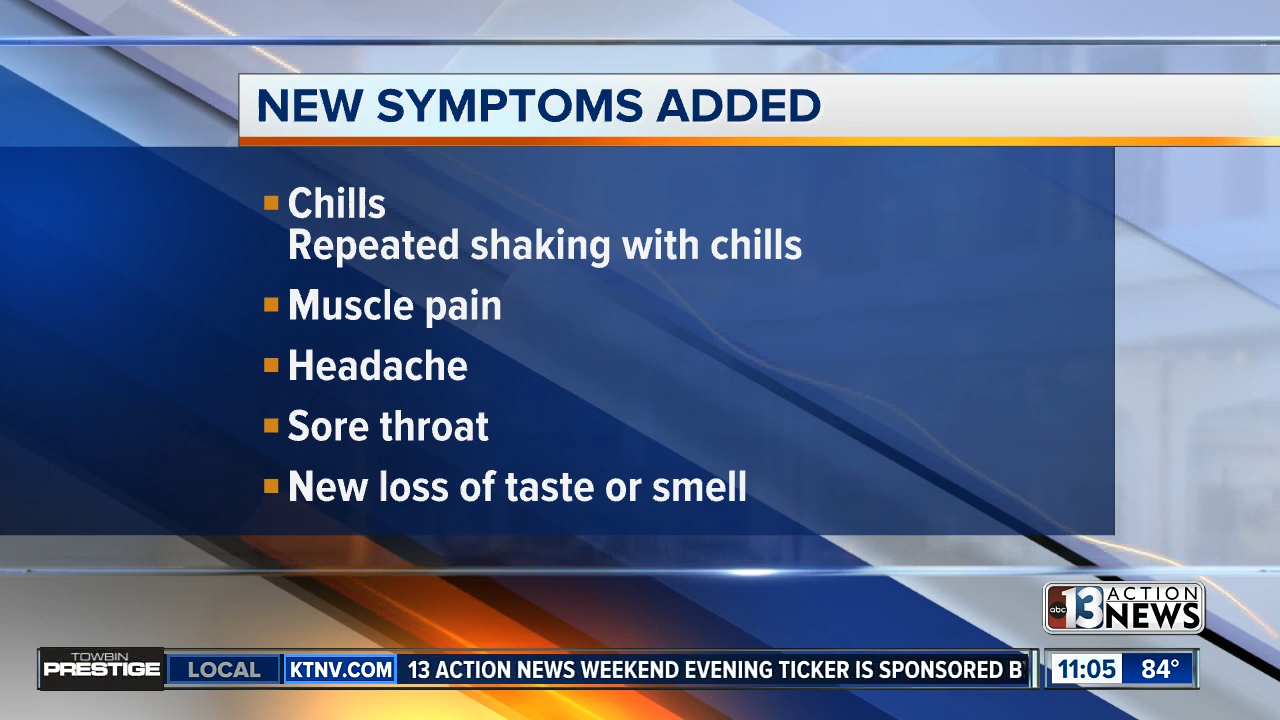 NEW SYMPTOMS ADDED
Chills
Repeated shaking with chills
Muscle pain
Headache
Sore throat
New loss of taste or smell
abc 13 ACTION
NEWS
TOWBIN
PRESTIGE
LOCAL
KTNV.COM
13 ACTION NEWS WEEKEND EVENING TICKER IS SPONSORED B
11:05
84°